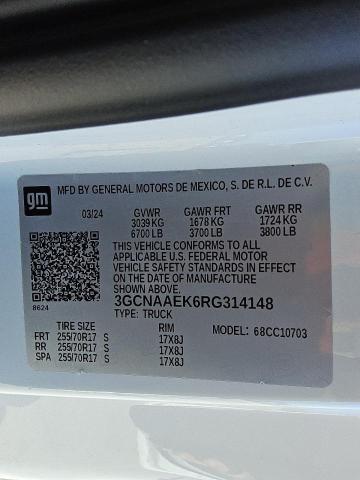 gm
MFD BY GENERAL MOTORS DE MEXICO, S. DE R.L. DE C.V.
03/24 GVWR GAWR FRT GAWR RR
3039 KG 1678 KG 1724 KG
6700 LB 3700 LB 3800 LB
THIS VEHICLE CONFORMS TO ALL
APPLICABLE U.S. FEDERAL MOTOR
VEHICLE SAFETY STANDARDS IN EFFECT
ON THE DATE OF MANUFACTURE
SHOWN ABOVE.
3GCNAAEK6RG314148
8624 TYPE: TRUCK
TIRE SIZE RIM MODEL: 68CC10703
FRT 255/70R17 S 17X8J
RR 255/70R17 S 17X8J
SPA 255/70R17 S 17X8J